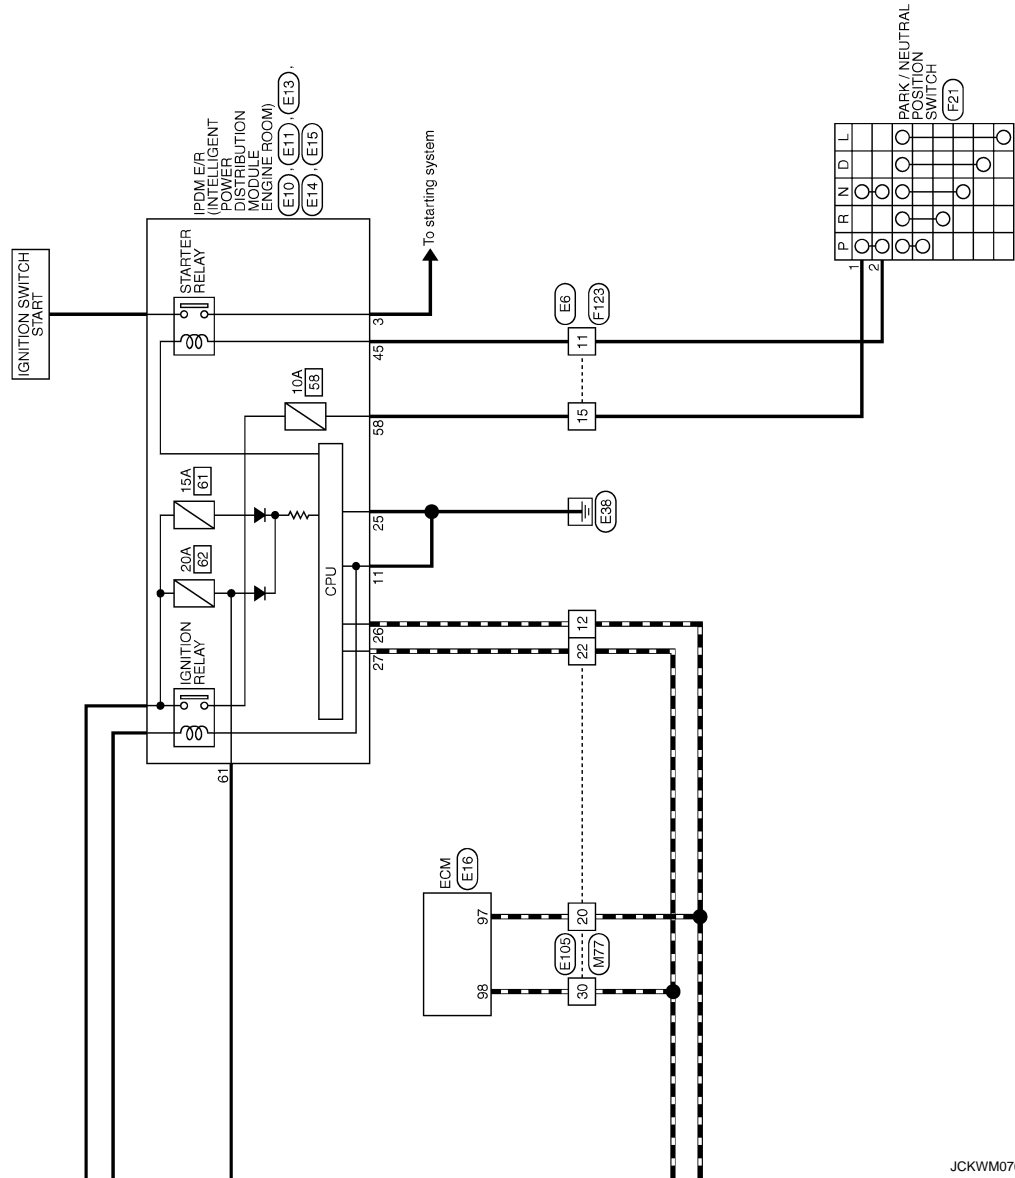 IGNITION SWITCH
START
IPDM E/R
(INTELLIGENT
POWER
DISTRIBUTION
MODULE
ENGINE ROOM)
E10 , E11 , E13 ,
E14 , E15
STARTER
RELAY
To starting system
3
45
10A
58
58
15A
61
20A
62
IGNITION
RELAY
CPU
25
11
26
27
61
E6
F123
11
15
E38
12
22
ECM
E16
97
98
20
30
E105
M77
PARK / NEUTRAL
POSITION
SWITCH
F21
P R N D L
1
2